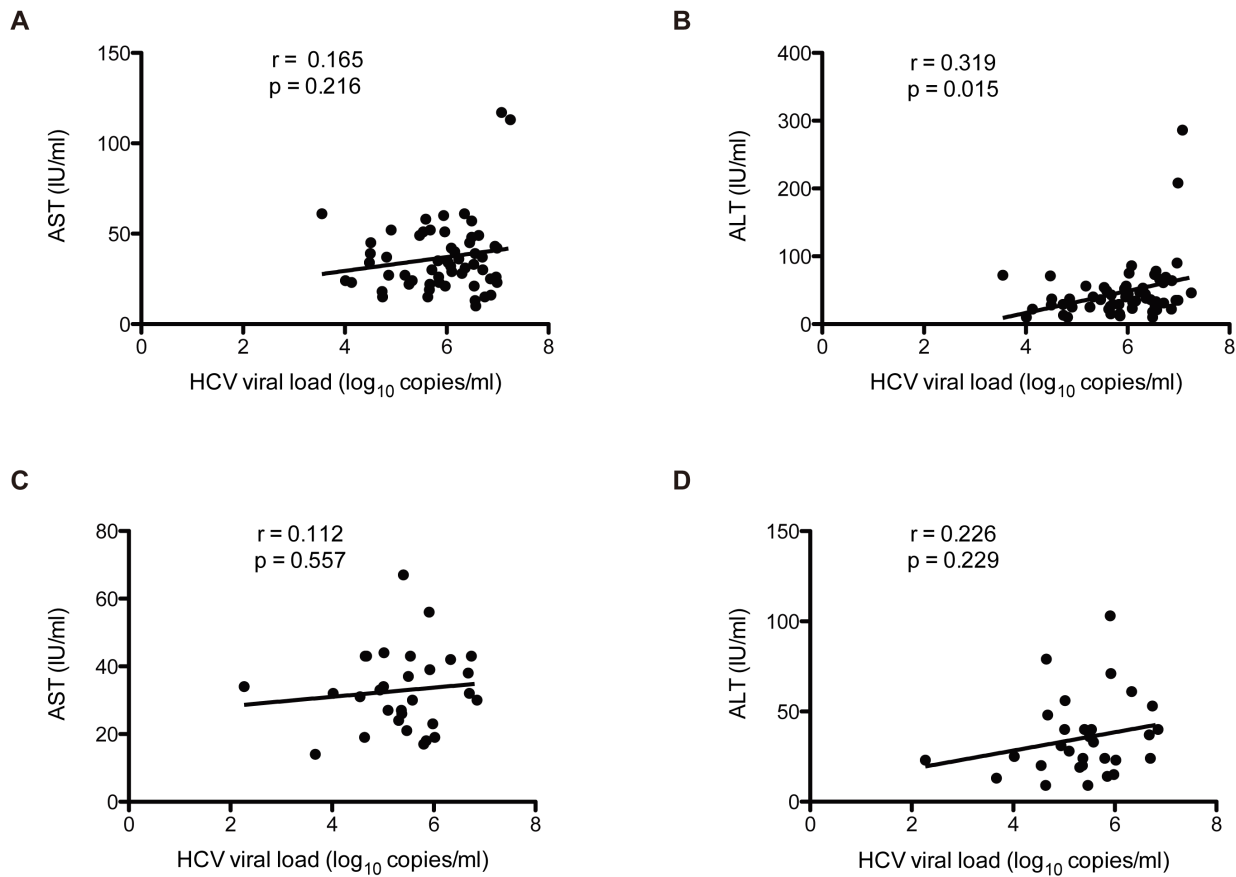 A
r = 0.165
p = 0.216
150
100
50
0
AST (IU/ml)
0 4 6 8
HCV viral load (log10 copies/ml)
B
r = 0.319
p = 0.015
400
300
200
100
0
ALT (IU/ml)
0 2 4 6 8
HCV viral load (log10 copies/ml)
C
r = 0.112
p = 0.557
80
60
40
20
0
AST (IU/ml)
0 2 4 6 8
HCV viral load (log10 copies/ml)
D
r = 0.226
p = 0.229
150
100
50
0
ALT (IU/ml)
0 2 4 6 8
HCV viral load (log10 copies/ml)